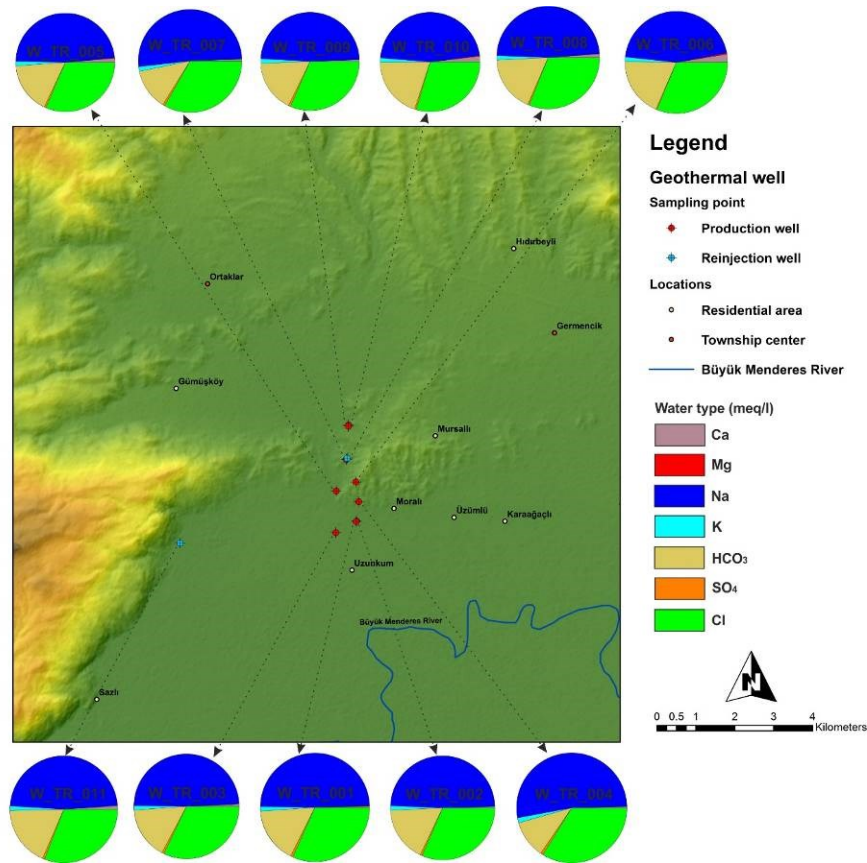 W_TR_005
W_TR_007
W_TR_009
W_TR_010
W_TR_008
W_TR_006
Legend
Geothermal well
Sampling point
Production well
Reinjection well
Locations
Residential area
Township center
Büyük Menderes River
Water type (meq/l)
Ca
Mg
Na
K
HCO₃
SO₄
Cl
N
0 0.5 1 2 3 4
Kilometers
Hıdırbeyli
Ortaklar
Germencik
Gümüşköy
Mursallı
Moralı
Üzümlü
Karaağaçlı
Uzunkum
Büyük Menderes River
Sazlı
W_TR_011
W_TR_003
W_TR_001
W_TR_002
W_TR_004